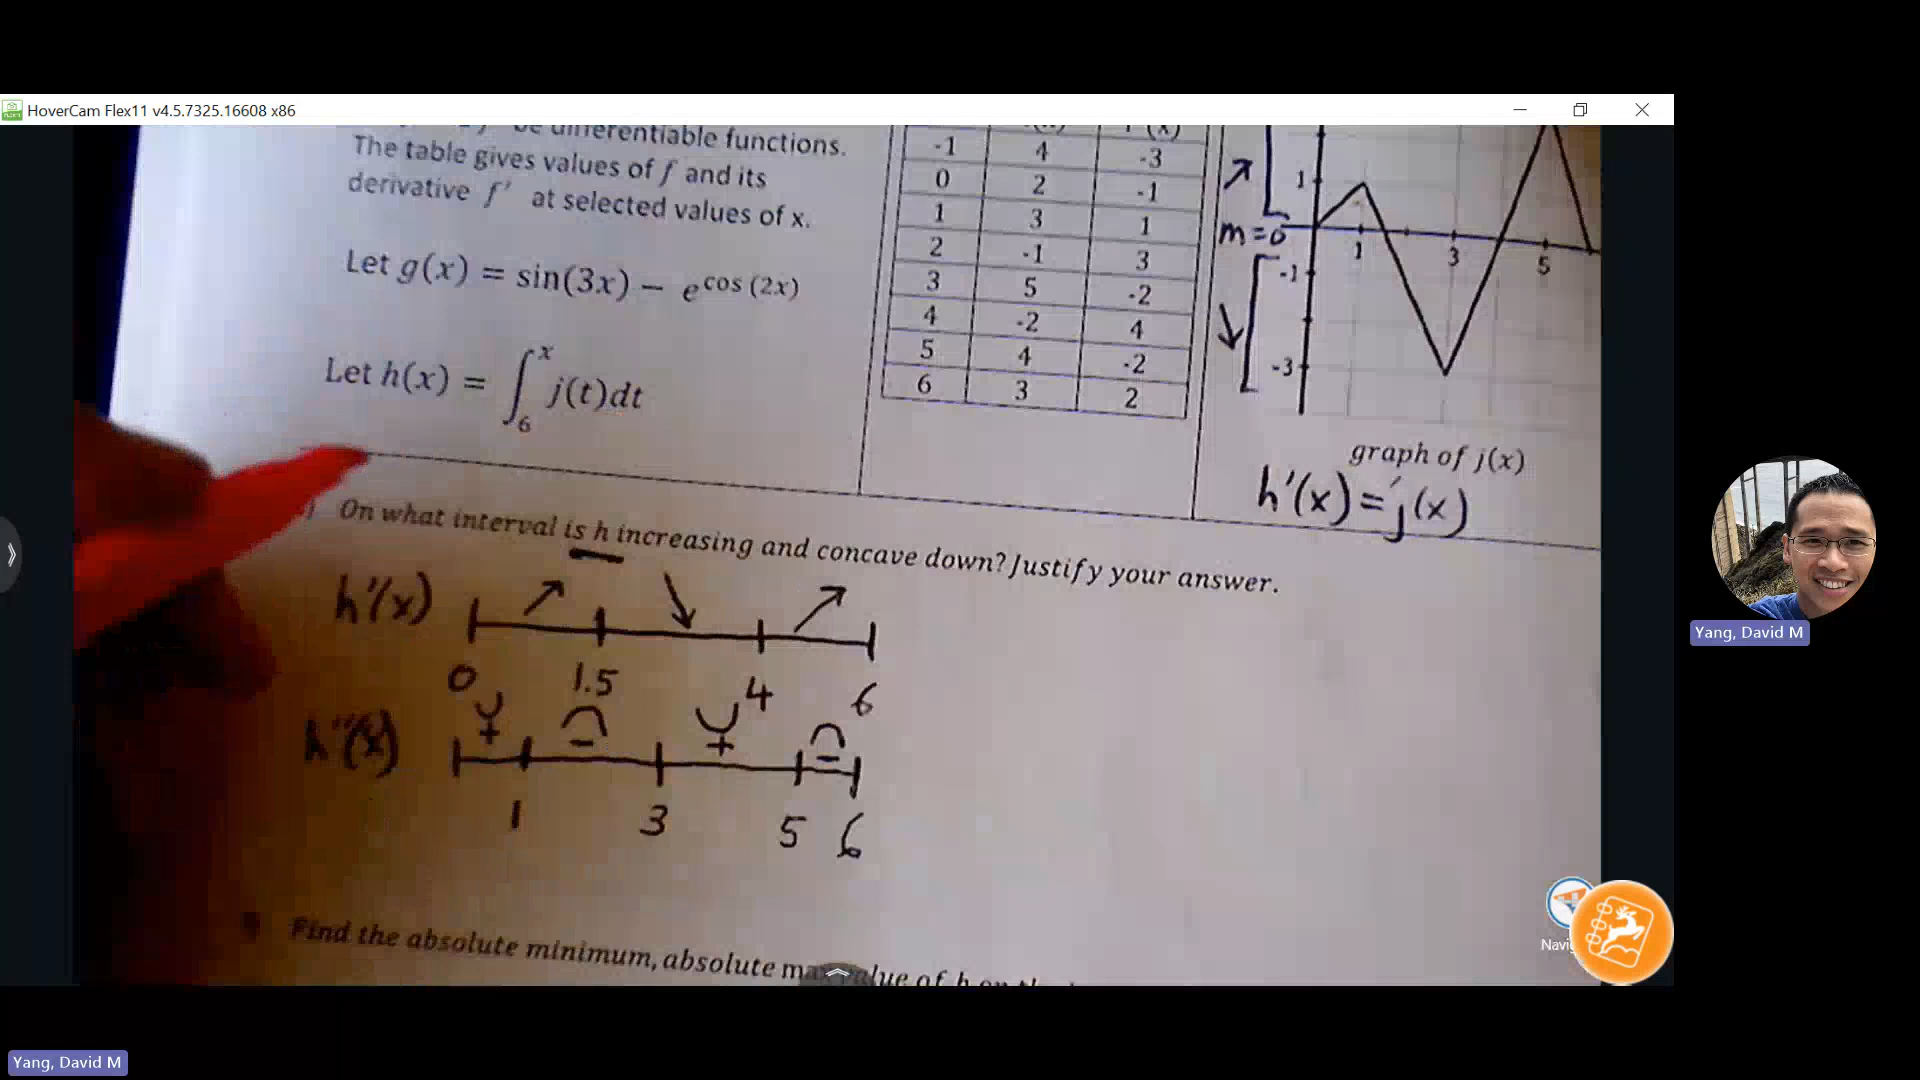 HoverCam Flex11 v4.5.7325.16608 x86
be differentiable functions.
The table gives values of f and its
derivative f' at selected values of x.
Let g(x) = sin(3x) − e^cos (2x)
Let h(x) = ∫_6^x j(t)dt
(x)
-1 4 -3
0 2 -1
1 3 1
2 -1 3
3 5 -2
4 -2 4
5 4 -2
6 3 2
1
m=0
-1
-3
1 3 5
graph of j(x)
h'(x)=j(x)
On what interval is h increasing and concave down? Justify your answer.
h'(x)
0 1.5 4 6
h''(x)
+ − + −
1 3 5 6
Find the absolute minimum, absolute
of h on
Navi
Yang, David M
Yang, David M